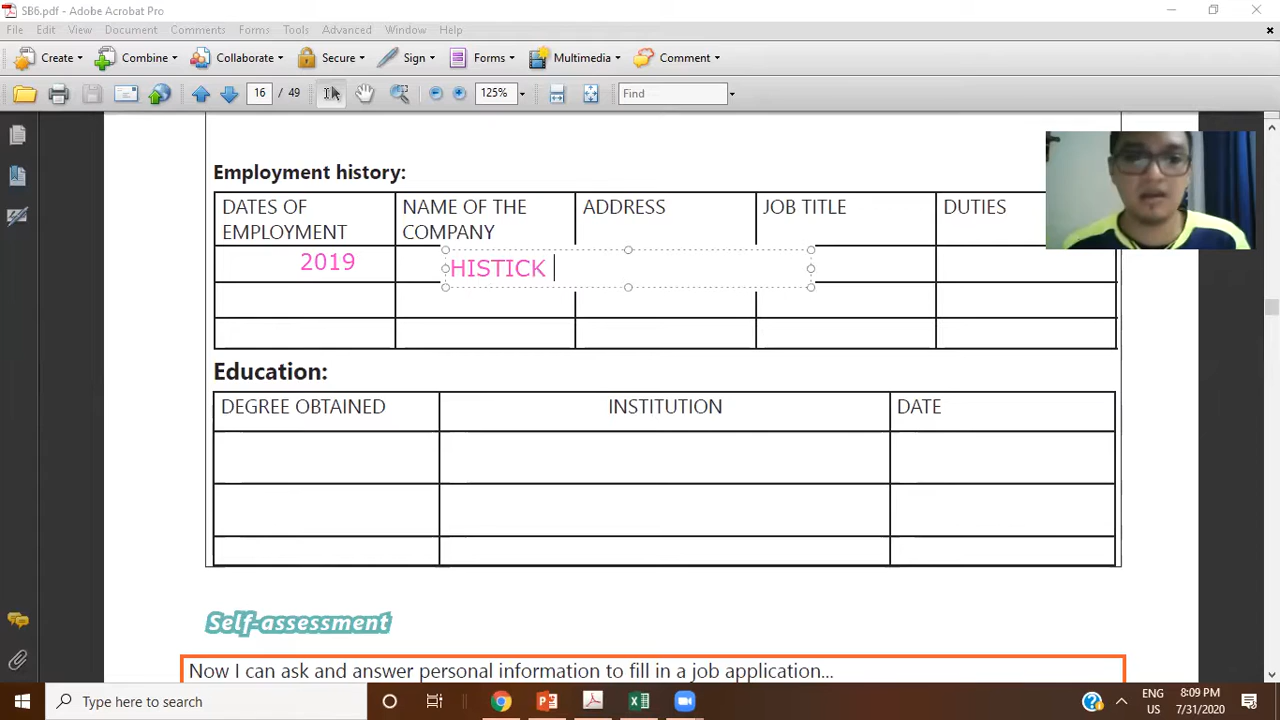 SB6.pdf - Adobe Acrobat Pro
File Edit View Document Comments Forms Tools Advanced Window Help
Create Combine Collaborate Secure Sign Forms Multimedia Comment
16 / 49 125% Find
Employment history:
DATES OF EMPLOYMENT
NAME OF THE COMPANY
ADDRESS
JOB TITLE
DUTIES
2019
HISTICK
Education:
DEGREE OBTAINED
INSTITUTION
DATE
Self-assessment
Now I can ask and answer personal information to fill in a job application...
Type here to search
ENG
US
8:09 PM
7/31/2020